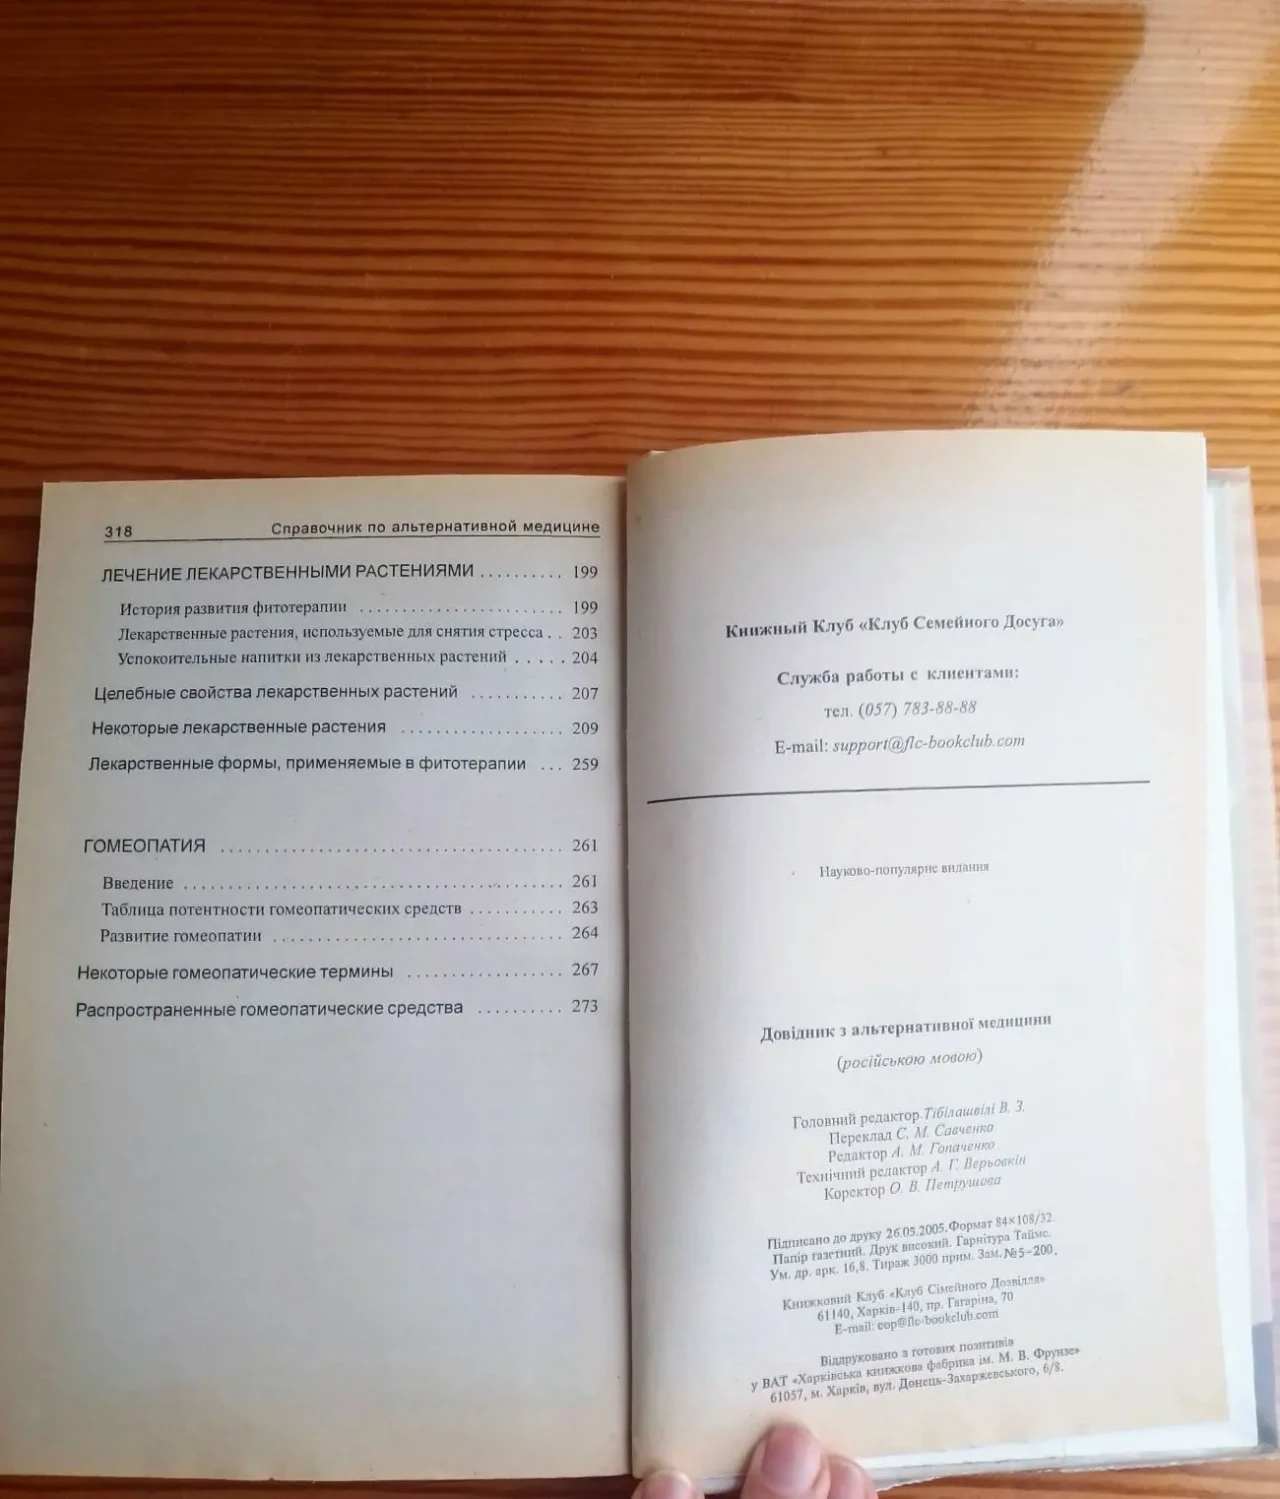 318 Справочник по альтернативной медицине
ЛЕЧЕНИЕ ЛЕКАРСТВЕННЫМИ РАСТЕНИЯМИ .......... 199
История развития фитотерапии ........................ 199
Лекарственные растения, используемые для снятия стресса .. 203
Успокоительные напитки из лекарственных растений ..... 204
Целебные свойства лекарственных растений ........... 207
Некоторые лекарственные растения ................... 209
Лекарственные формы, применяемые в фитотерапии ... 259
ГОМЕОПАТИЯ ........................................ 261
Введение ............................................ 261
Таблица потентности гомеопатических средств ........... 263
Развитие гомеопатии ................................. 264
Некоторые гомеопатические термины .................. 267
Распространенные гомеопатические средства .......... 273
Книжный Клуб «Клуб Семейного Досуга»
Служба работы с клиентами:
тел. (057) 783-88-88
E-mail: support@flc-bookclub.com
Науково-популярне видання
Довідник з альтернативної медицини
(російською мовою)
Головний редактор Тібілашвілі В. З.
Переклад С. М. Савченко
Редактор А. М. Гопаченко
Технічний редактор А. Г. Верьовкін
Коректор О. В. Петрушова
Підписано до друку 26.05.2005. Формат 84×108/32.
Папір газетний. Друк високий. Гарнітура Таймс.
Ум. др. арк. 16,8. Тираж 3000 прим. Зам. №5-200.
Книжковий Клуб «Клуб Сімейного Дозвілля»
61140, Харків-140, пр. Гагаріна, 70
E-mail: cop@flc-bookclub.com
Віддруковано з готових позитивів
у ВАТ «Харківська книжкова фабрика ім. М. В. Фрунзе»
61057, м. Харків, вул. Донець-Захаржевського, 6/8.